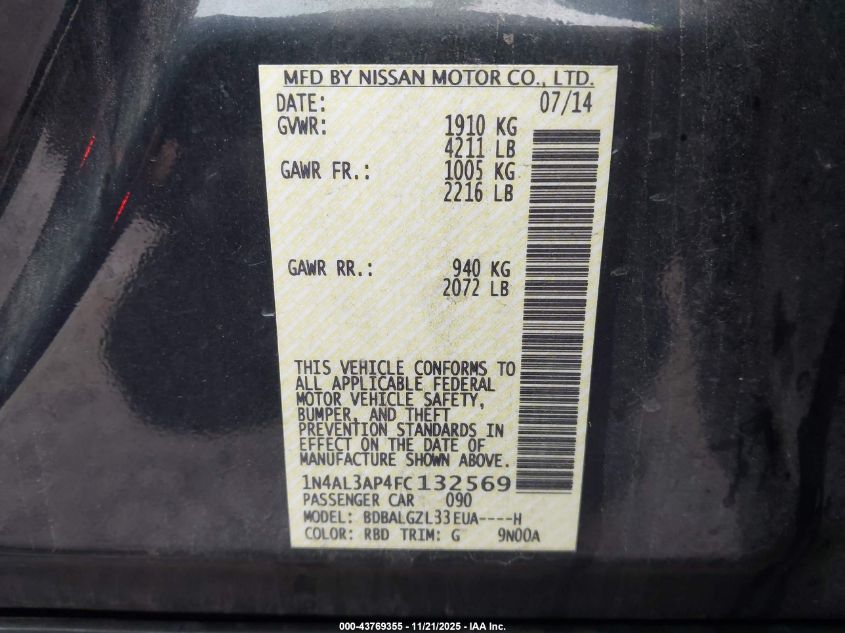 MFD BY NISSAN MOTOR CO., LTD.
DATE: 07/14
GVWR: 1910 KG
4211 LB
GAWR FR.: 1005 KG
2216 LB
GAWR RR.: 940 KG
2072 LB
THIS VEHICLE CONFORMS TO
ALL APPLICABLE FEDERAL
MOTOR VEHICLE SAFETY,
BUMPER, AND THEFT
PREVENTION STANDARDS IN
EFFECT ON THE DATE OF
MANUFACTURE SHOWN ABOVE.
1N4AL3AP4FC132569
PASSENGER CAR 090
MODEL: BDBALGZL33EUA----H
COLOR: RBD TRIM: G 9N00A
000-43769355 - 11/21/2025 - IAA Inc.